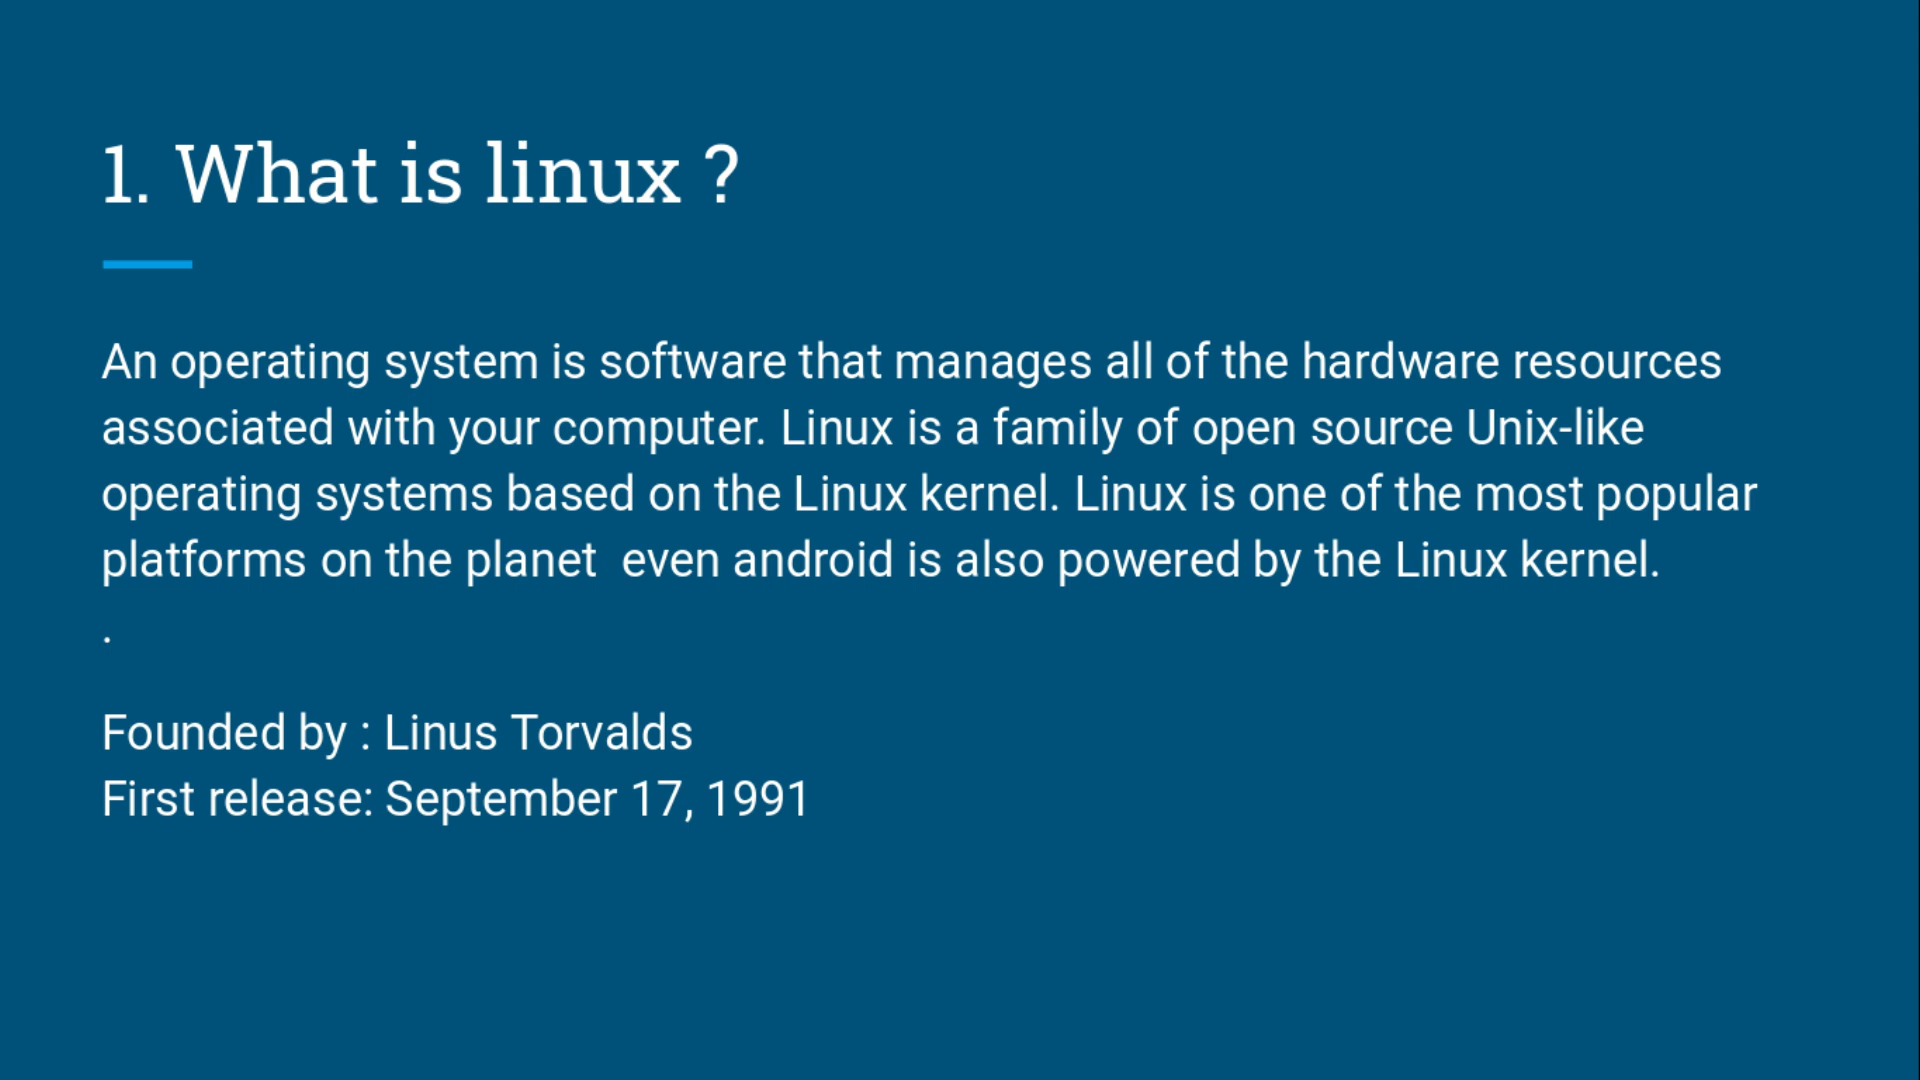 1. What is linux ?
An operating system is software that manages all of the hardware resources
associated with your computer. Linux is a family of open source Unix-like
operating systems based on the Linux kernel. Linux is one of the most popular
platforms on the planet  even android is also powered by the Linux kernel.
.
Founded by : Linus Torvalds
First release: September 17, 1991